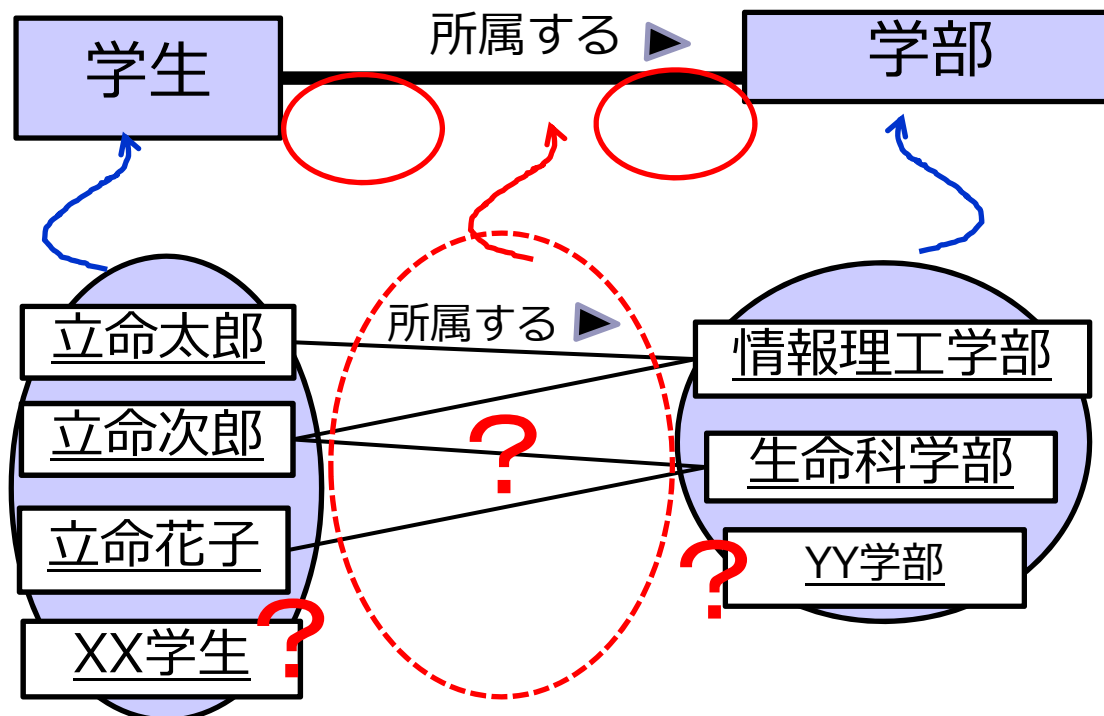 学生
所属する
学部
所属する
立命太郎
立命次郎
立命花子
XX学生
?
?
?
情報理工学部
生命科学部
YY学部